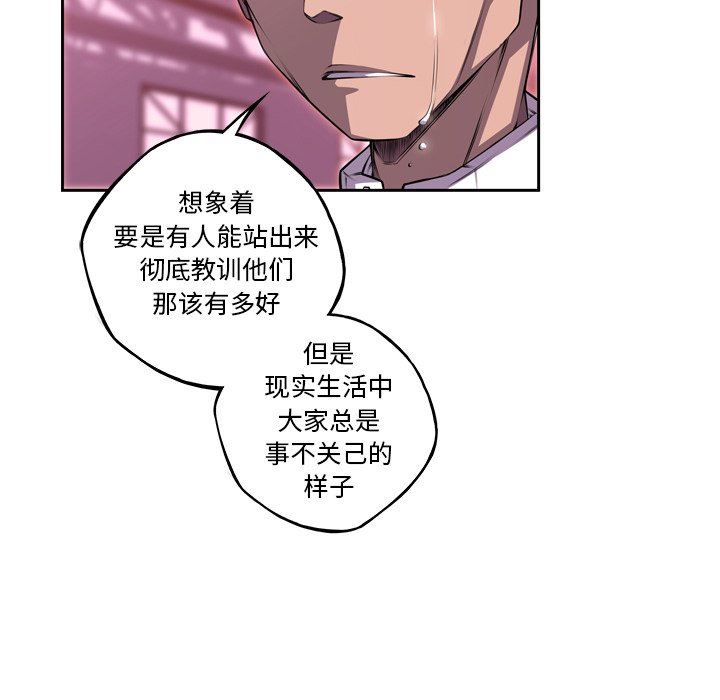 想象着
要是有人能站出来
彻底教训他们
那该有多好
但是
现实生活中
大家总是
事不关己的
样子